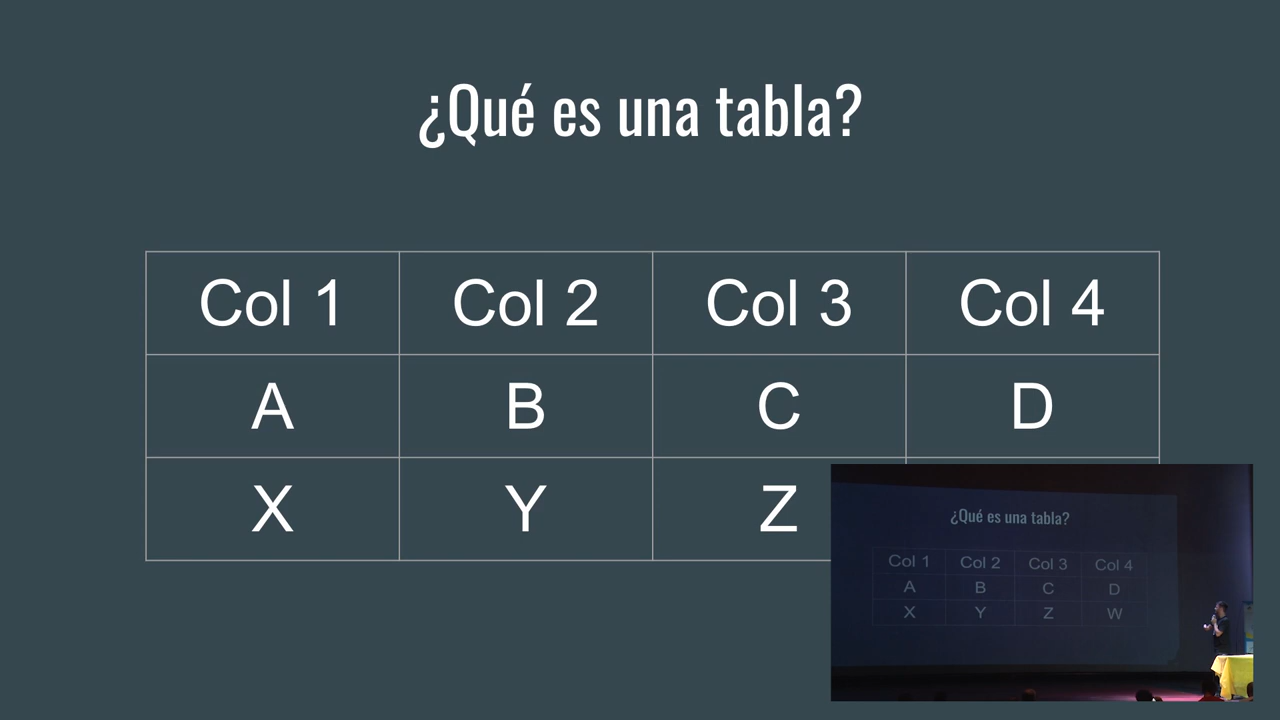 ¿Qué es una tabla?
Col 1 Col 2 Col 3 Col 4
A B C D
X Y Z
¿Qué es una tabla?
Col 1 Col 2 Col 3 Col 4
A B C D
X Y Z W